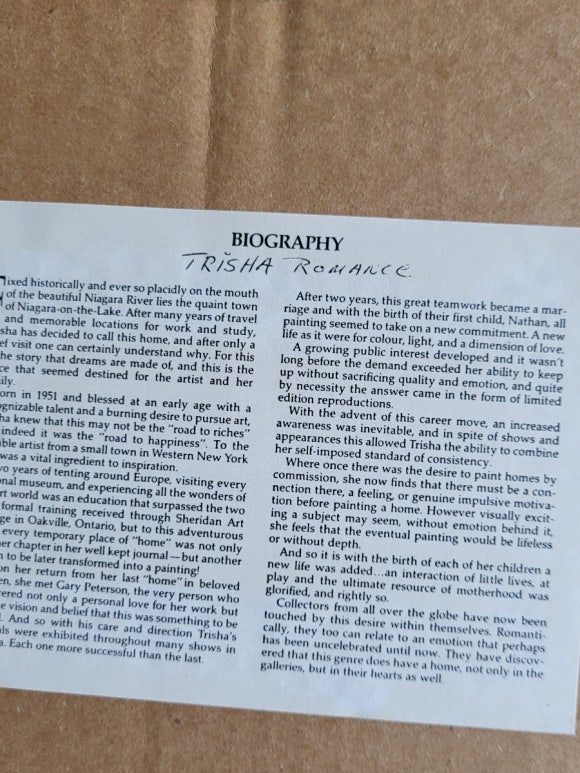 BIOGRAPHY
TRISHA ROMANCE
ixed historically and ever so placidly on the mouth
of the beautiful Niagara River lies the quaint town
of Niagara-on-the-Lake. After many years of travel
and memorable locations for work and study,
sha has decided to call this home, and after only a
ef visit one can certainly understand why. For this
he story that dreams are made of, and this is the
ce that seemed destined for the artist and her
ily.
orn in 1951 and blessed at an early age with a
ognizable talent and a burning desire to pursue art,
ha knew that this may not be the "road to riches"
indeed it was the "road to happiness". To the
ble artist from a small town in Western New York
was a vital ingredient to inspiration.
wo years of tenting around Europe, visiting every
onal museum, and experiencing all the wonders of
rt world was an education that surpassed the two
formal training received through Sheridan Art
ge in Oakville, Ontario, but to this adventurous
every temporary place of "home" was not only
er chapter in her well kept journal — but another
n to be later transformed into a painting!
on her return from her last "home" in beloved
en, she met Gary Peterson, the very person who
ered not only a personal love for her work but
e vision and belief that this was something to be
. And so with his care and direction Trisha's
ls were exhibited throughout many shows in
a. Each one more successful than the last.
After two years, this great teamwork became a mar-
riage and with the birth of their first child, Nathan, all
painting seemed to take on a new commitment. A new
life as it were for colour, light, and a dimension of love.
A growing public interest developed and it wasn't
long before the demand exceeded her ability to keep
up without sacrificing quality and emotion, and quite
by necessity the answer came in the form of limited
edition reproductions.
With the advent of this career move, an increased
awareness was inevitable, and in spite of shows and
appearances this allowed Trisha the ability to combine
her self-imposed standard of consistency.
Where once there was the desire to paint homes by
commission, she now finds that there must be a con-
nection there, a feeling, or genuine impulsive motiva-
tion before painting a home. However visually excit-
ing a subject may seem, without emotion behind it,
she feels that the eventual painting would be lifeless
or without depth.
And so it is with the birth of each of her children a
new life was added...an interaction of little lives, at
play and the ultimate resource of motherhood was
glorified, and rightly so.
Collectors from all over the globe have now been
touched by this desire within themselves. Romanti-
cally, they too can relate to an emotion that perhaps
has been uncelebrated until now. They have discov-
ered that this genre does have a home, not only in the
galleries, but in their hearts as well.